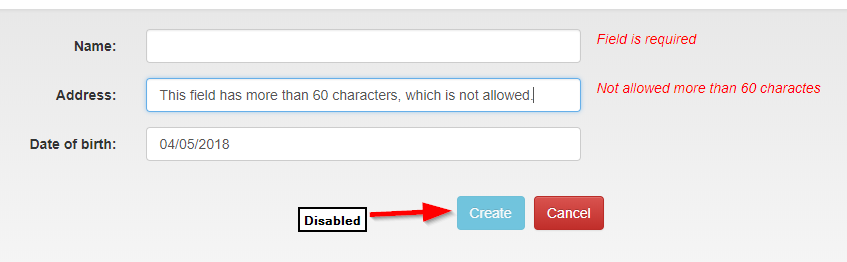 Name:
Field is required
Address:
This field has more than 60 characters, which is not allowed.
Not allowed more than 60 charactes
Date of birth:
04/05/2018
Disabled
Create
Cancel